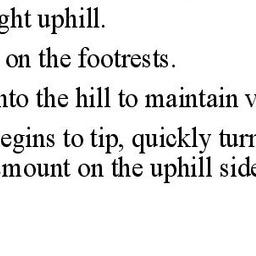 ght uphill.
on the footrests.
nto the hill to maintain v
egins to tip, quickly turn
mount on the uphill side